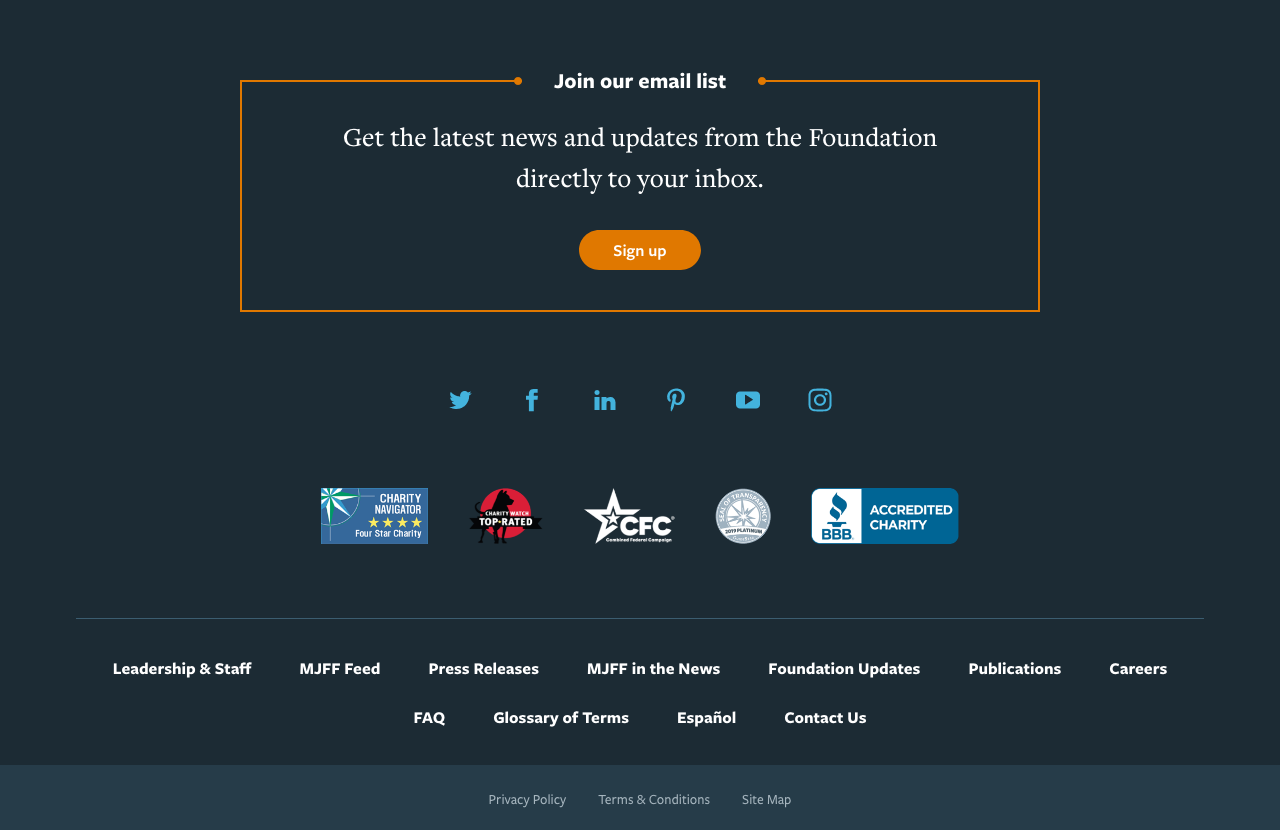 Join our email list
Get the latest news and updates from the Foundation
directly to your inbox.
Sign up
CHARITY
NAVIGATOR
Four Star Charity
CHARITY WATCH
TOP-RATED
CFC
Combined Federal Campaign
SEAL OF TRANSPARENCY
2019 PLATINUM
GuideStar
BBB
ACCREDITED
CHARITY
Leadership & Staff MJFF Feed Press Releases MJFF in the News Foundation Updates Publications Careers
FAQ Glossary of Terms Español Contact Us
Privacy Policy Terms & Conditions Site Map